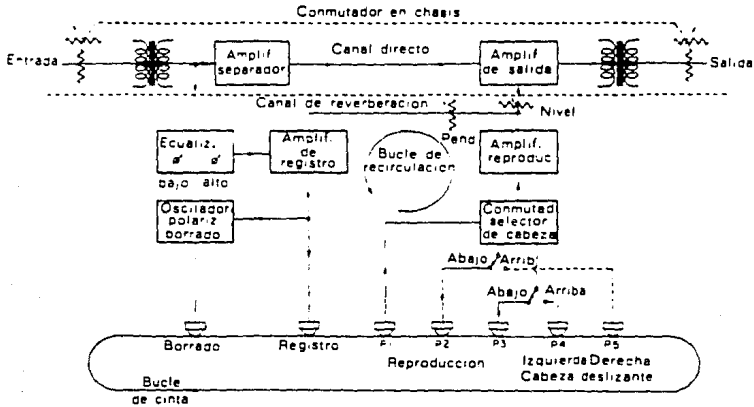 Conmutador en chasis
Entrada
Amplif
separador
Canal directo
Amplif
de salida
Salida
Canal de reverberacion
Nivel
Pend
Ecualiz.
bajo alto
Amplif.
de
registro
Bucle de
recirculacion
Amplif.
reproduc
Oscilador
polariz
borrado
Conmutad
selector
de cabeza
Abajo
Arrib
Abajo
Arriba
Borrado
Registro
P1
P2
P3
P4
P5
Reproduccion
Izquierda Derecha
Cabeza deslizante
Bucle
de cinta